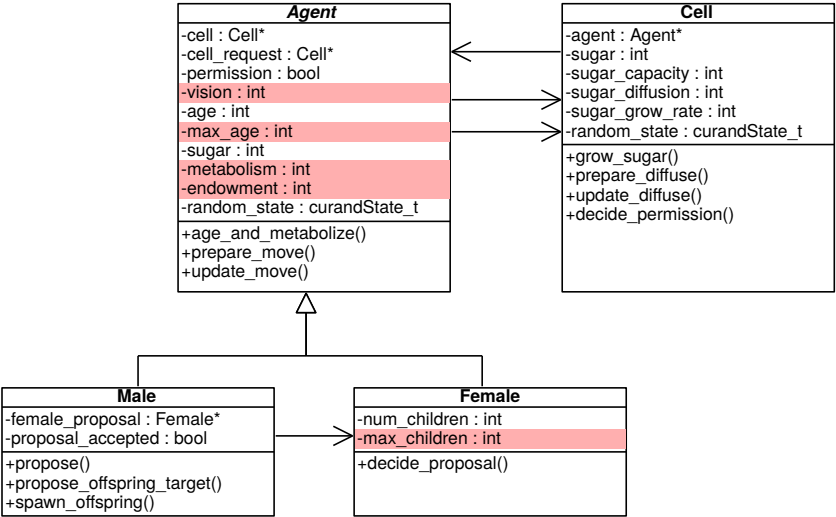 Agent
-cell : Cell*
-cell_request : Cell*
-permission : bool
-vision : int
-age : int
-max_age : int
-sugar : int
-metabolism : int
-endowment : int
-random_state : curandState_t
+age_and_metabolize()
+prepare_move()
+update_move()
Cell
-agent : Agent*
-sugar : int
-sugar_capacity : int
-sugar_diffusion : int
-sugar_grow_rate : int
-random_state : curandState_t
+grow_sugar()
+prepare_diffuse()
+update_diffuse()
+decide_permission()
Male
-female_proposal : Female*
-proposal_accepted : bool
+propose()
+propose_offspring_target()
+spawn_offspring()
Female
-num_children : int
-max_children : int
+decide_proposal()